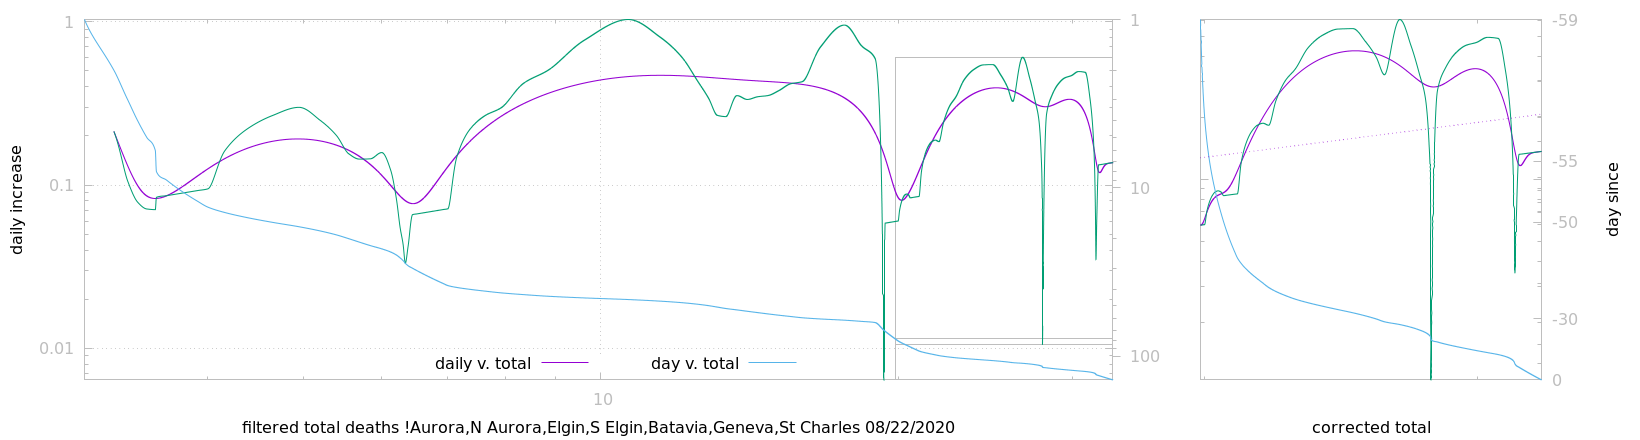 1
0.1
0.01
daily increase
daily v. total
day v. total
10
1
10
100
filtered total deaths !Aurora,N Aurora,Elgin,S Elgin,Batavia,Geneva,St Charles 08/22/2020
-59
-55
-50
-30
0
day since
corrected total